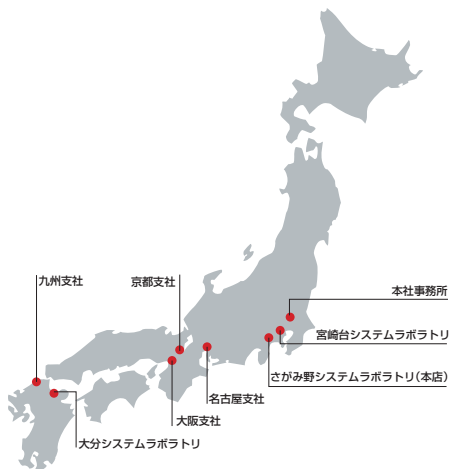 九州支社
京都支社
本社事務所
宮崎台システムラボラトリ
さがみ野システムラボラトリ(本店)
名古屋支社
大阪支社
大分システムラボラトリ